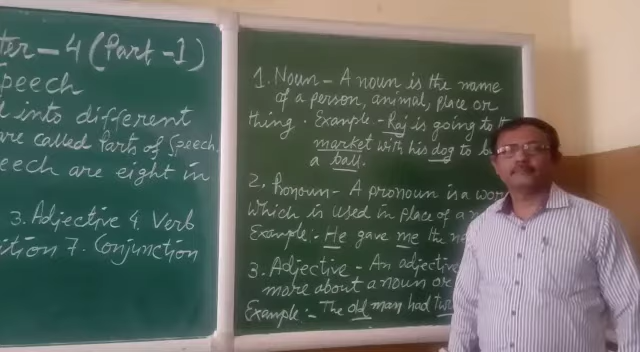 ter - 4 (Part -1)
Speech
d into different
are called Parts of Speech.
eech are eight in
3. Adjective 4. Verb
ition 7. Conjunction
1. Noun - A noun is the name
of a person, animal, place or
thing. Example - Raj is going to
market with his dog to
a ball.
2. Pronoun - A pronoun is a
which is used in place of a
Example:- He gave me the
3. Adjective - An adjective
more about a noun or
Example:- The old man had